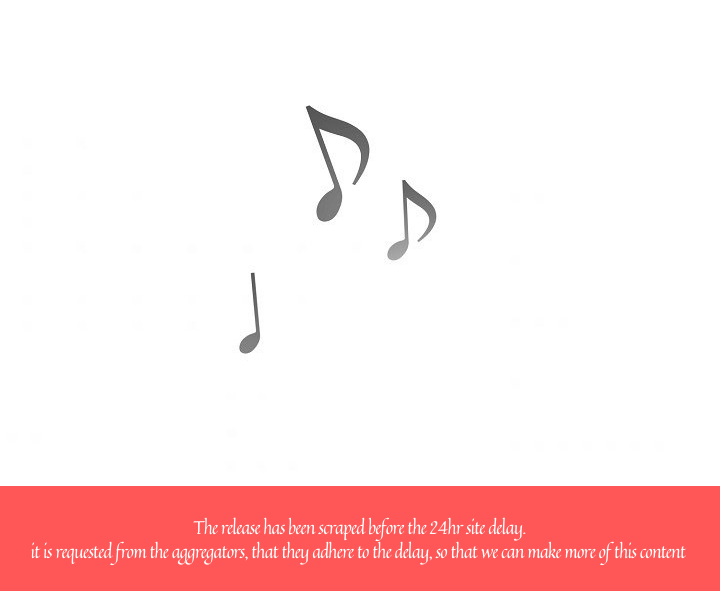 The release has been scraped before the 24hr site delay.
it is requested from the aggregators, that they adhere to the delay, so that we can make more of this content